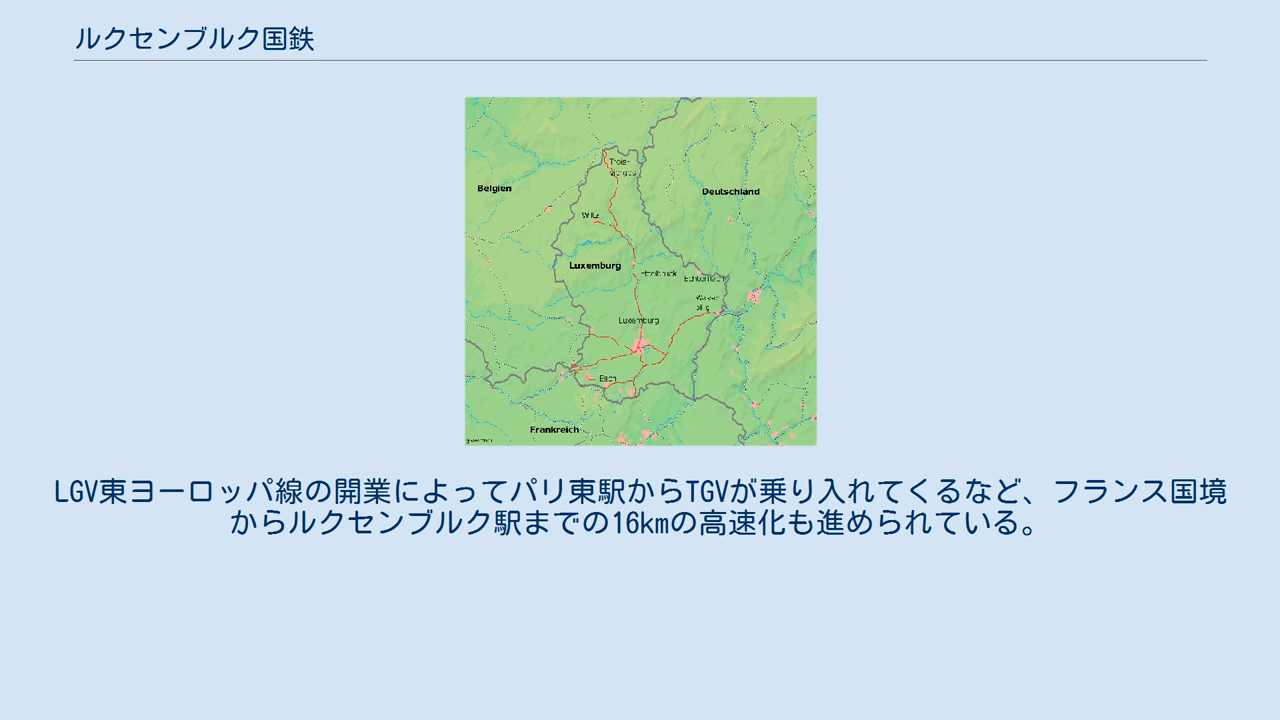 ルクセンブルク国鉄
Trois-
Belgien
Deutschland
Wiltz
Luxemburg
Ettelbruck
Echternach
Wasser-
Luxemburg
Esch
Frankreich
LGV東ヨーロッパ線の開業によってパリ東駅からTGVが乗り入れてくるなど、フランス国境
からルクセンブルク駅までの16kmの高速化も進められている。